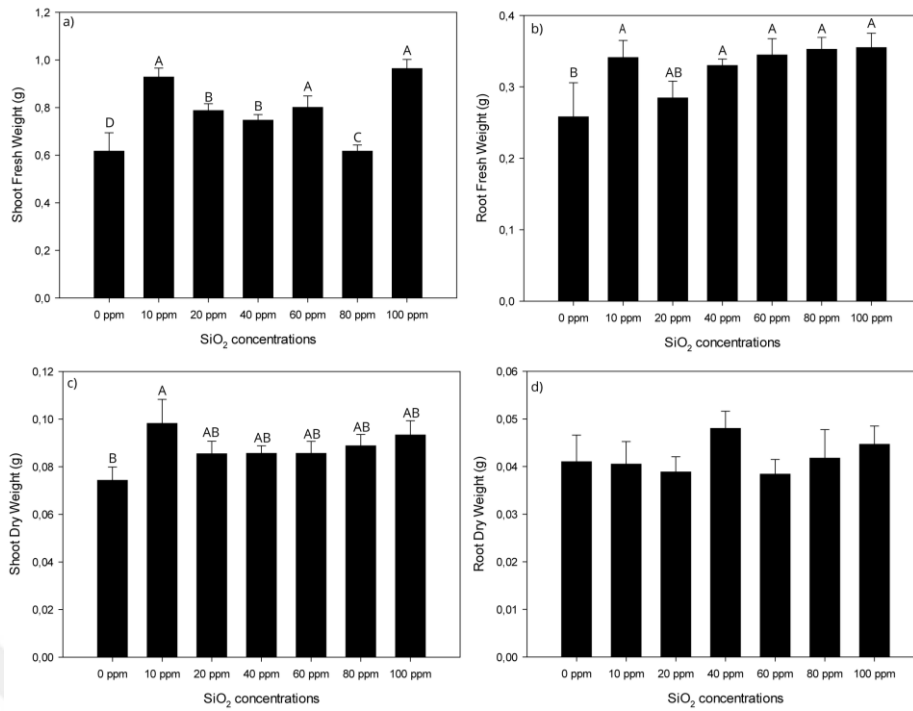 a)
Shoot Fresh Weight (g)
1,2
1,0
0,8
0,6
0,4
0,2
0,0
D
A
B
B
A
C
A
0 ppm 10 ppm 20 ppm 40 ppm 60 ppm 80 ppm 100 ppm
SiO₂ concentrations
b)
Root Fresh Weight (g)
0,4
0,3
0,2
0,1
0,0
B
A
AB
A
A
A
A
0 ppm 10 ppm 20 ppm 40 ppm 60 ppm 80 ppm 100 ppm
SiO₂ concentrations
c)
Shoot Dry Weight (g)
0,12
0,10
0,08
0,06
0,04
0,02
0,00
B
A
AB
AB
AB
AB
AB
0 ppm 10 ppm 20 ppm 40 ppm 60 ppm 80 ppm 100 ppm
SiO₂ concentrations
d)
Root Dry Weight (g)
0,06
0,05
0,04
0,03
0,02
0,01
0,00
0 ppm 10 ppm 20 ppm 40 ppm 60 ppm 80 ppm 100 ppm
SiO₂ concentrations